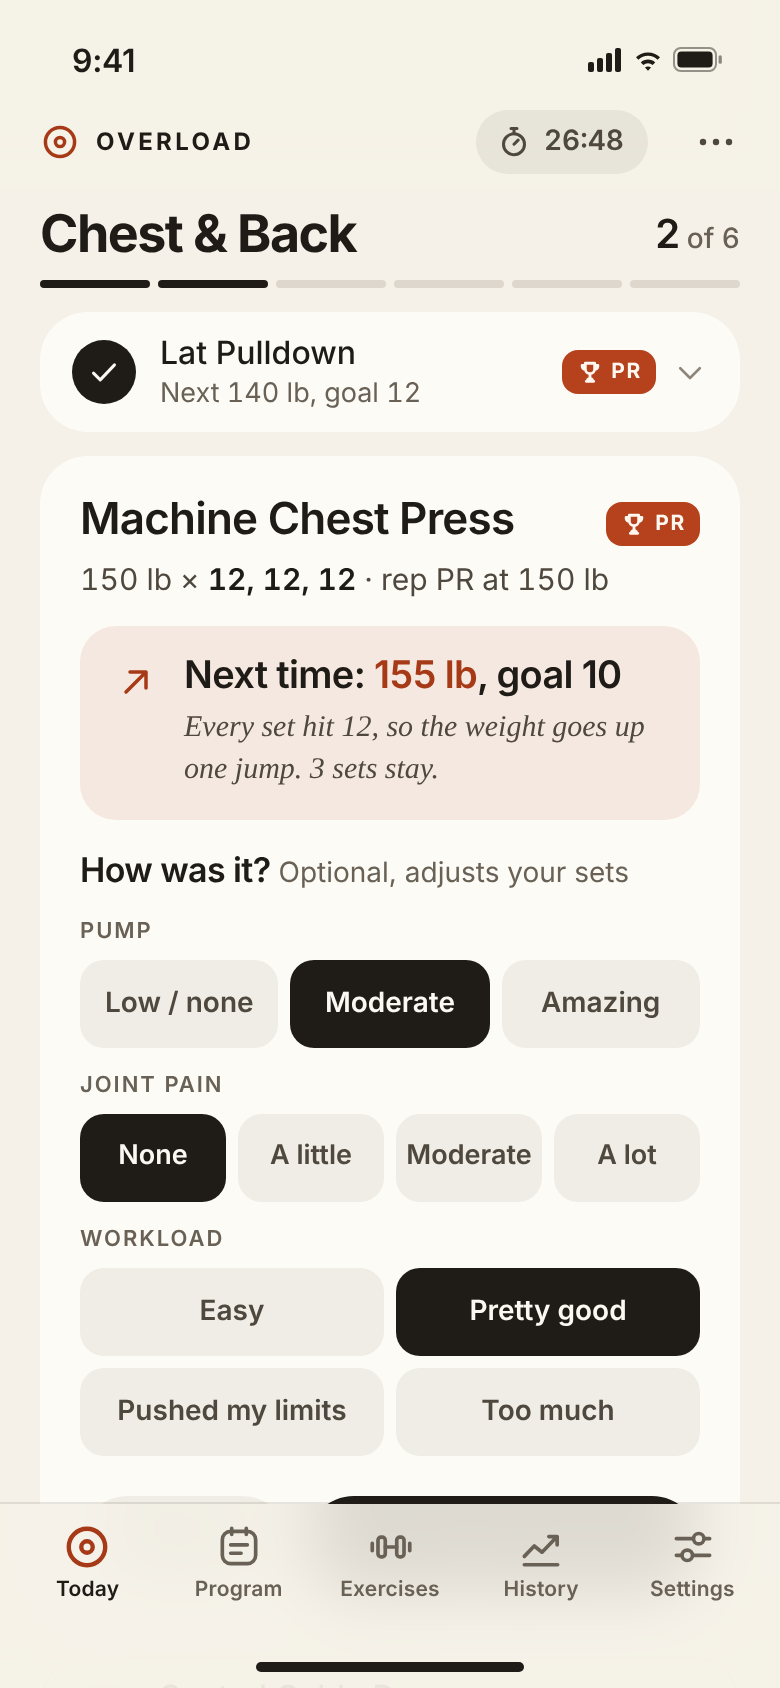 9:41
OVERLOAD
26:48
Chest & Back
2 of 6
Lat Pulldown
Next 140 lb, goal 12
PR
Machine Chest Press
PR
150 lb × 12, 12, 12 · rep PR at 150 lb
Next time: 155 lb, goal 10
Every set hit 12, so the weight goes up
one jump. 3 sets stay.
How was it? Optional, adjusts your sets
PUMP
Low / none
Moderate
Amazing
JOINT PAIN
None
A little
Moderate
A lot
WORKLOAD
Easy
Pretty good
Pushed my limits
Too much
Today
Program
Exercises
History
Settings